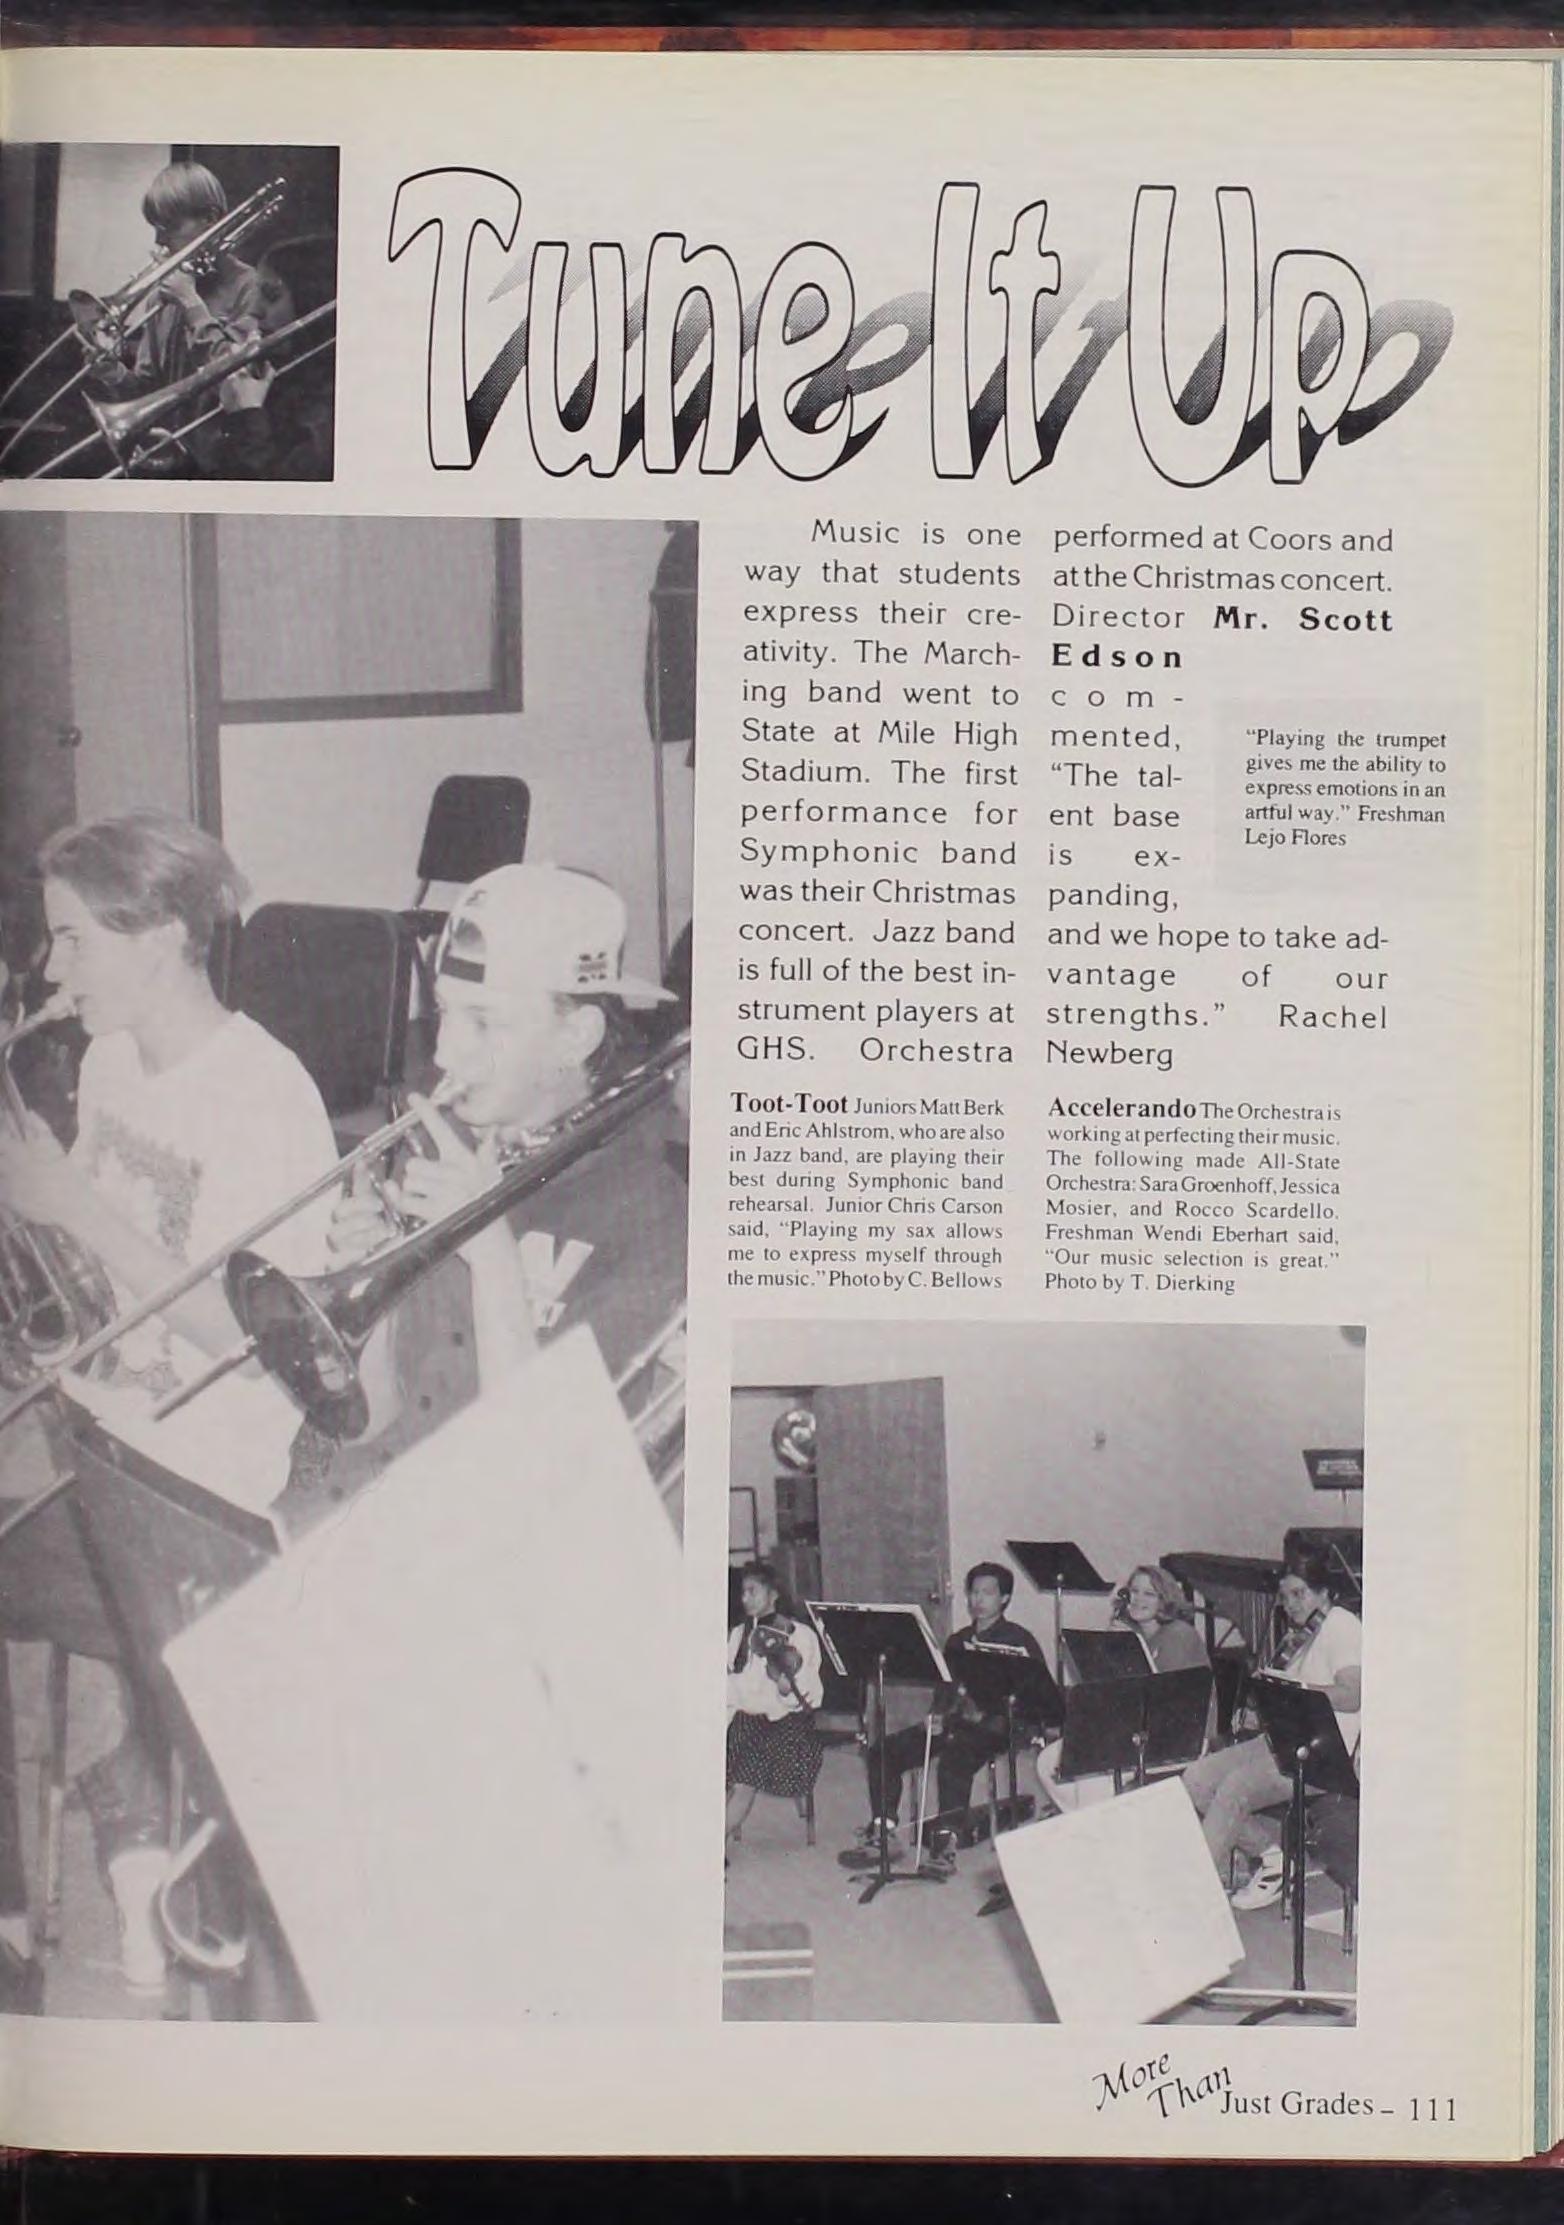 Tune It Up
Music is one
way that students
express their cre-
ativity. The March-
ing band went to
State at Mile High
Stadium. The first
performance for
Symphonic band
was their Christmas
concert. Jazz band
is full of the best in-
strument players at
GHS. Orchestra
performed at Coors and
at the Christmas concert.
Director Mr. Scott
Edson
com-
mented,
"The tal-
ent base
is ex-
panding,
and we hope to take ad-
vantage of our
strengths." Rachel
Newberg
"Playing the trumpet
gives me the ability to
express emotions in an
artful way." Freshman
Lejo Flores
Toot-Toot Juniors Matt Berk
and Eric Ahlstrom, who are also
in Jazz band, are playing their
best during Symphonic band
rehearsal. Junior Chris Carson
said, "Playing my sax allows
me to express myself through
the music." Photo by C. Bellows
Accelerando The Orchestra is
working at perfecting their music.
The following made All-State
Orchestra: Sara Groenhoff, Jessica
Mosier, and Rocco Scardello.
Freshman Wendi Eberhart said,
"Our music selection is great."
Photo by T. Dierking
More
Than
Just Grades – 111